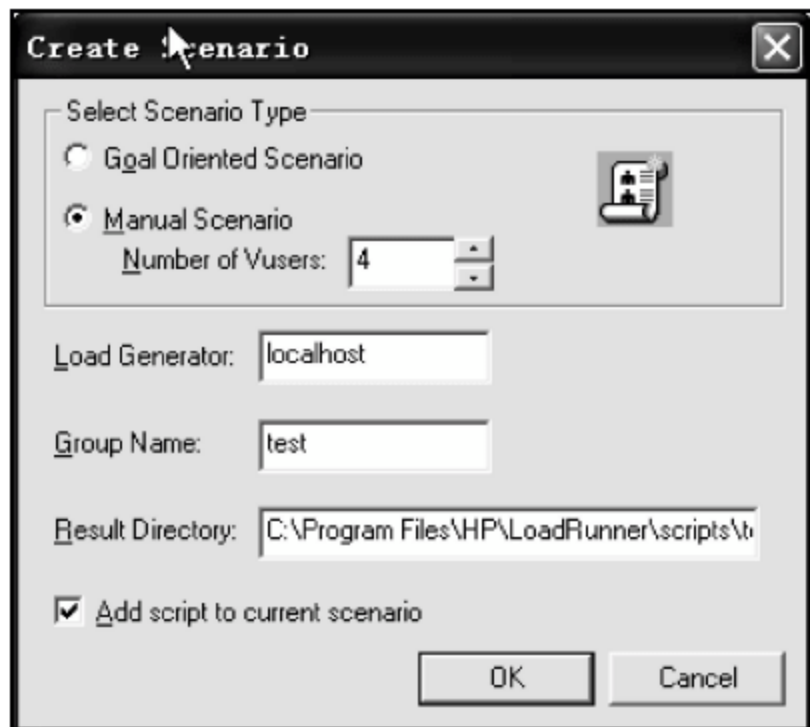 Create Scenario
Select Scenario Type
Goal Oriented Scenario
Manual Scenario
Number of Vusers: 4
Load Generator: localhost
Group Name: test
Result Directory: C:\Program Files\HP\LoadRunner\scripts\t
Add script to current scenario
OK Cancel